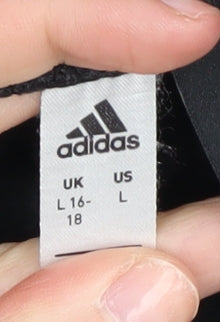 adidas
UK US
L 16- L
18